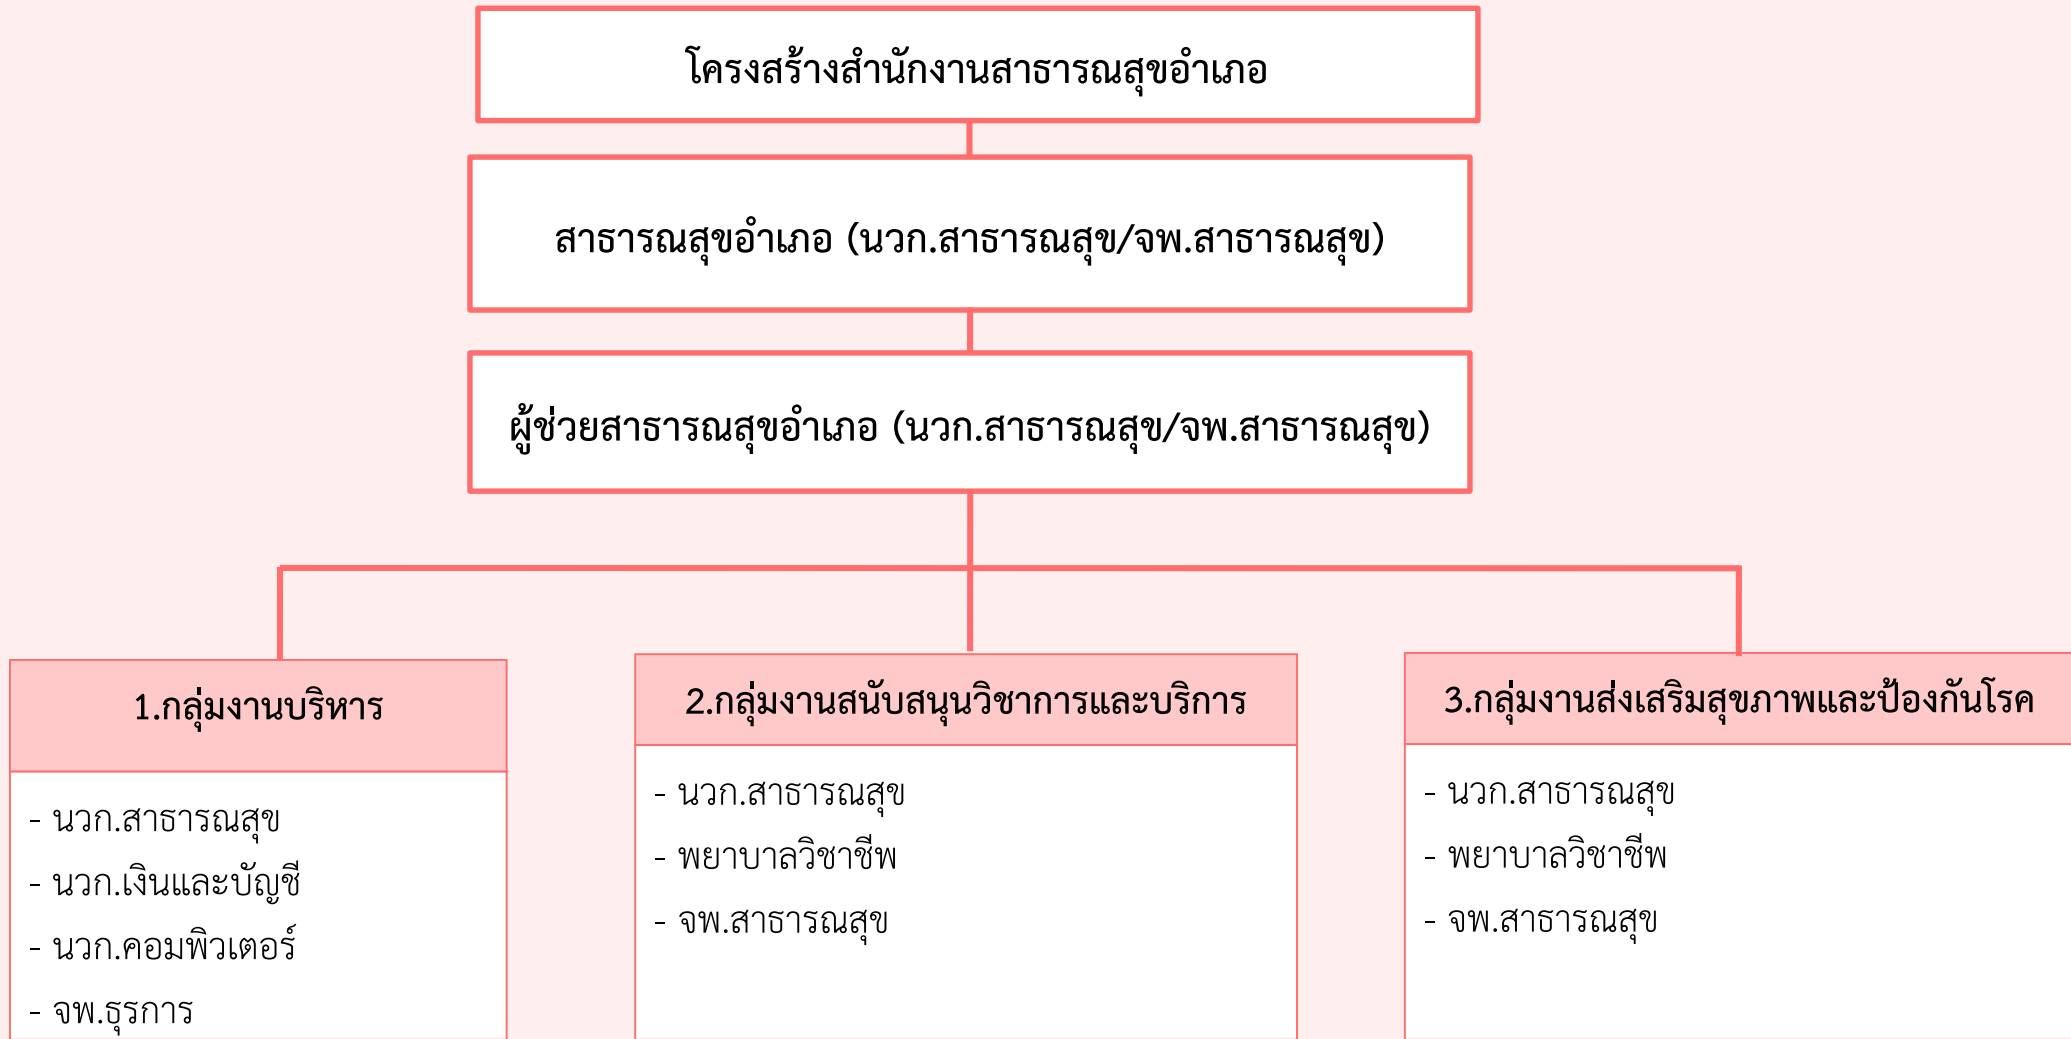 โครงสร้างสำนักงานสาธารณสุขอำเภอ
สาธารณสุขอำเภอ (นวก.สาธารณสุข/จพ.สาธารณสุข)
ผู้ช่วยสาธารณสุขอำเภอ (นวก.สาธารณสุข/จพ.สาธารณสุข)
1.กลุ่มงานบริหาร
- นวก.สาธารณสุข
- นวก.เงินและบัญชี
- นวก.คอมพิวเตอร์
- จพ.ธุรการ
2.กลุ่มงานสนับสนุนวิชาการและบริการ
- นวก.สาธารณสุข
- พยาบาลวิชาชีพ
- จพ.สาธารณสุข
3.กลุ่มงานส่งเสริมสุขภาพและป้องกันโรค
- นวก.สาธารณสุข
- พยาบาลวิชาชีพ
- จพ.สาธารณสุข